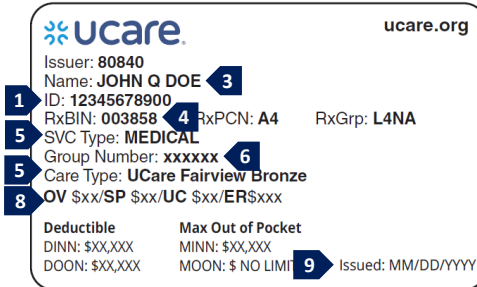 ucare.
ucare.org
Issuer: 80840
Name: JOHN Q DOE 3
1 ID: 12345678900
RxBIN: 003858 4 RxPCN: A4 RxGrp: L4NA
5 SVC Type: MEDICAL
Group Number: xxxxxx 6
5 Care Type: UCare Fairview Bronze
8 OV $xx/SP $xx/UC $xx/ER$xxx
Deductible Max Out of Pocket
DINN: $XX,XXX MINN: $XX,XXX
DOON: $XX,XXX MOON: $ NO LIMIT 9 Issued: MM/DD/YYYY